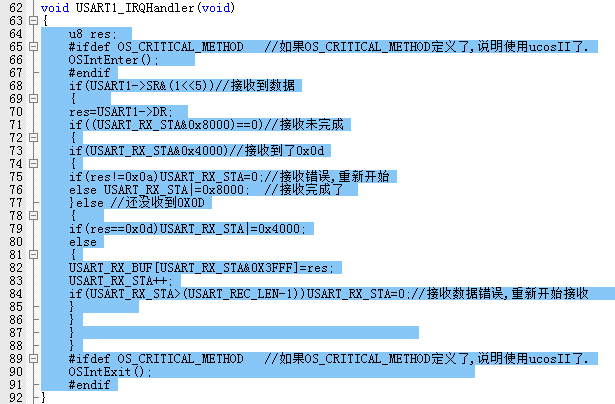 62 void USART1_IRQHandler(void)
63 {
64 u8 res;
65 #ifdef OS_CRITICAL_METHOD //如果OS_CRITICAL_METHOD定义了,说明使用ucosII了.
66 OSIntEnter();
67 #endif
68 if(USART1->SR&(1<<5))//接收到数据
69 {
70 res=USART1->DR;
71 if((USART_RX_STA&0x8000)==0)//接收未完成
72 {
73 if(USART_RX_STA&0x4000)//接收到了0x0d
74 {
75 if(res!=0x0a)USART_RX_STA=0;//接收错误,重新开始
76 else USART_RX_STA|=0x8000; //接收完成了
77 }else //还没收到0X0D
78 {
79 if(res==0x0d)USART_RX_STA|=0x4000;
80 else
81 {
82 USART_RX_BUF[USART_RX_STA&0X3FFF]=res;
83 USART_RX_STA++;
84 if(USART_RX_STA>(USART_REC_LEN-1))USART_RX_STA=0;//接收数据错误,重新开始接收
85 }
86 }
87 }
88 }
89 #ifdef OS_CRITICAL_METHOD //如果OS_CRITICAL_METHOD定义了,说明使用ucosII了.
90 OSIntExit();
91 #endif
92 }